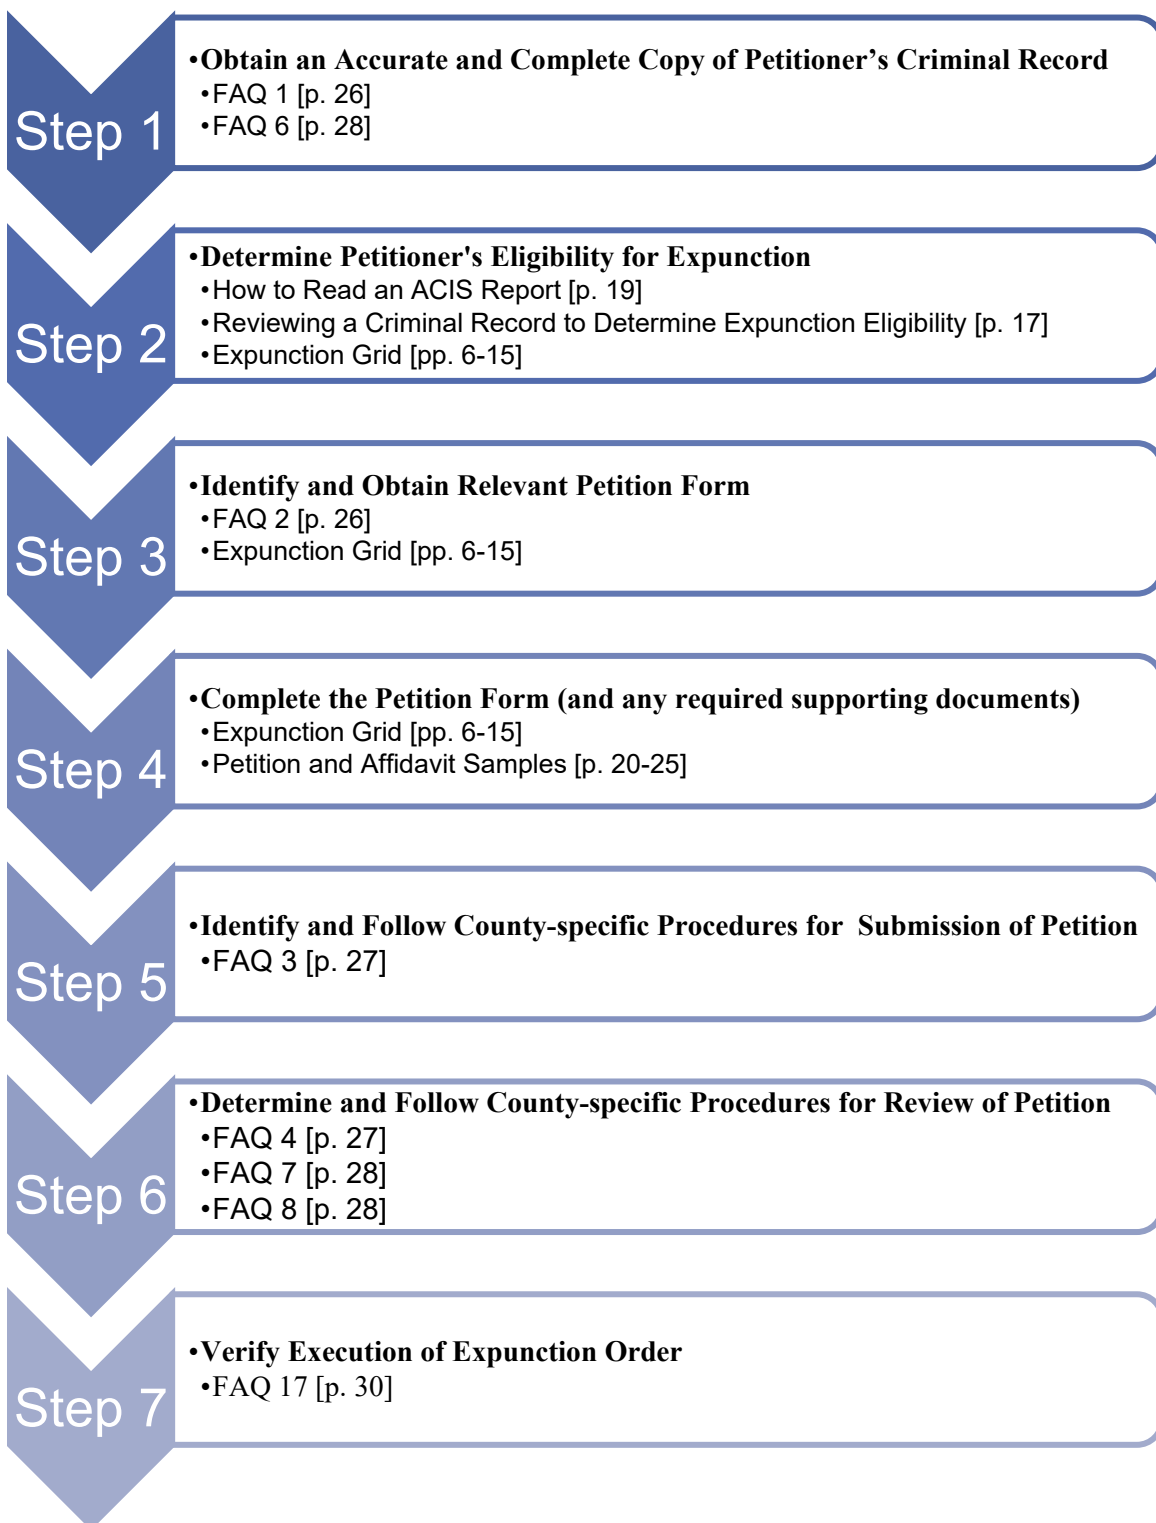 Step 1
•Obtain an Accurate and Complete Copy of Petitioner’s Criminal Record
•FAQ 1 [p. 26]
•FAQ 6 [p. 28]
Step 2
•Determine Petitioner's Eligibility for Expunction
•How to Read an ACIS Report [p. 19]
•Reviewing a Criminal Record to Determine Expunction Eligibility [p. 17]
•Expunction Grid [pp. 6-15]
Step 3
•Identify and Obtain Relevant Petition Form
•FAQ 2 [p. 26]
•Expunction Grid [pp. 6-15]
Step 4
•Complete the Petition Form (and any required supporting documents)
•Expunction Grid [pp. 6-15]
•Petition and Affidavit Samples [p. 20-25]
Step 5
•Identify and Follow County-specific Procedures for Submission of Petition
•FAQ 3 [p. 27]
Step 6
•Determine and Follow County-specific Procedures for Review of Petition
•FAQ 4 [p. 27]
•FAQ 7 [p. 28]
•FAQ 8 [p. 28]
Step 7
•Verify Execution of Expunction Order
•FAQ 17 [p. 30]